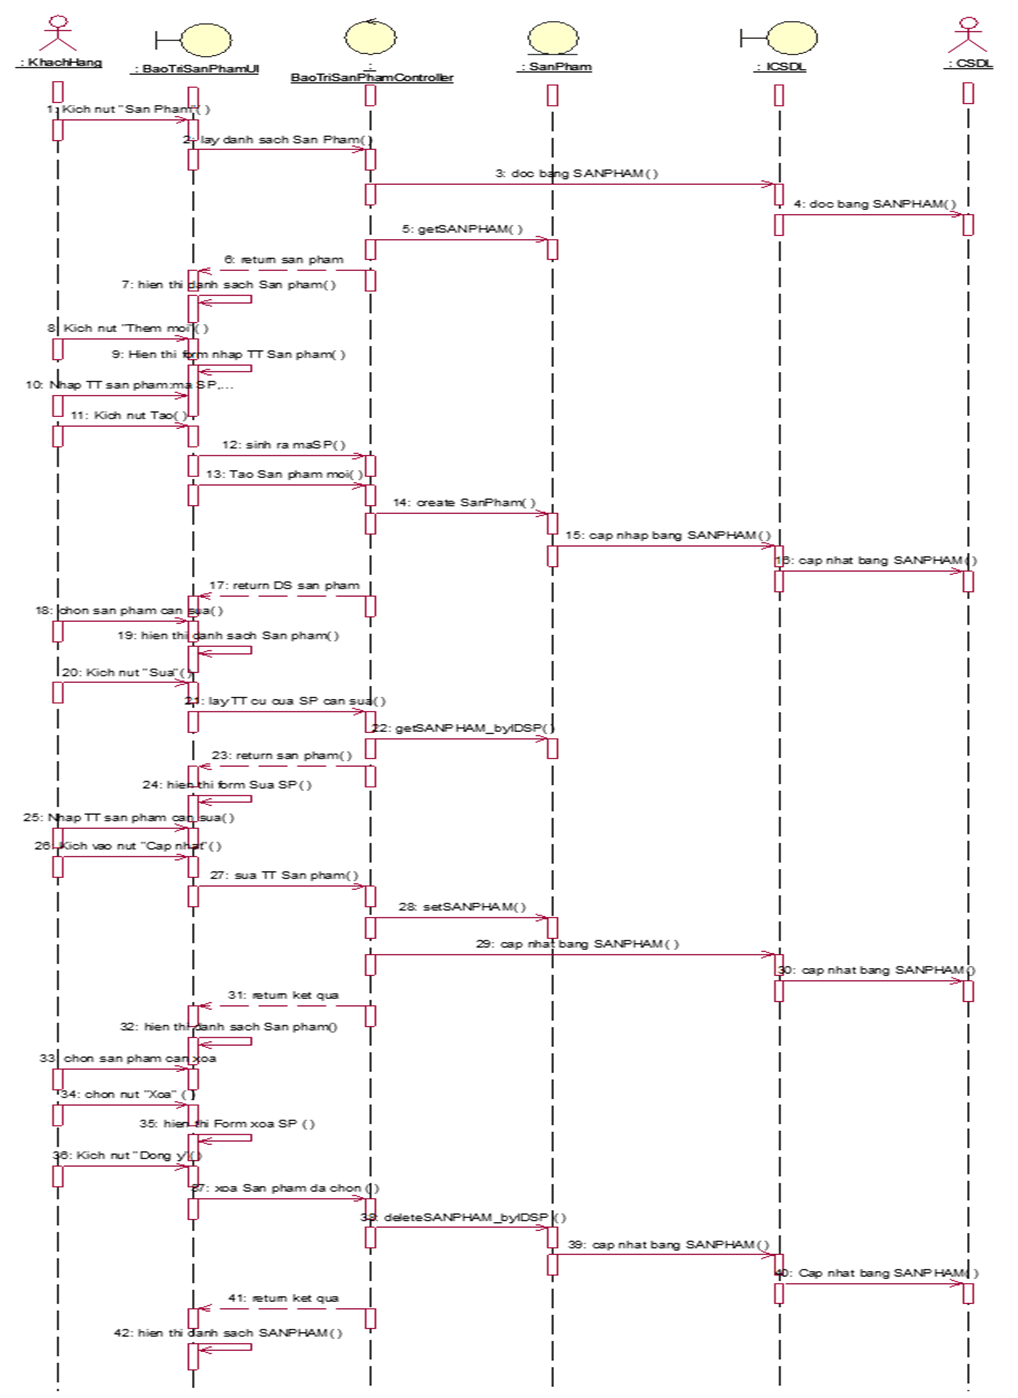 : KhachHang
: BaoTriSanPhamUI
:
BaoTriSanPhamController
: SanPham
: ICSDL
: CSDL
1: Kich nut "San Pham"( )
2: lay danh sach San Pham()
3: doc bang SANPHAM( )
4: doc bang SANPHAM( )
5: getSANPHAM( )
6: return san pham
7: hien thi danh sach San pham( )
8: Kich nut "Them moi"( )
9: Hien thi form nhap TT San pham( )
10: Nhap TT san pham:ma SP,...
11: Kich nut Tao( )
12: sinh ra maSP( )
13: Tao San pham moi( )
14: create SanPham( )
15: cap nhap bang SANPHAM( )
16: cap nhat bang SANPHAM( )
17: return DS san pham
18: chon san pham can sua( )
19: hien thi danh sach San pham( )
20: Kich nut "Sua"( )
21: lay TT cu cua SP can sua( )
22: getSANPHAM_byIDSP( )
23: return san pham( )
24: hien thi form Sua SP( )
25: Nhap TT san pham can sua( )
26: Kich vao nut "Cap nhat"( )
27: sua TT San pham( )
28: setSANPHAM( )
29: cap nhat bang SANPHAM( )
30: cap nhat bang SANPHAM()
31: return ket qua
32: hien thi danh sach San pham()
33: chon san pham can xoa
34: chon nut "Xoa" ( )
35: hien thi Form xoa SP ( )
36: Kich nut "Dong y"( )
37: xoa San pham da chon ( )
38: deleteSANPHAM_byIDSP ( )
39: cap nhat bang SANPHAM( )
40: Cap nhat bang SANPHAM( )
41: return ket qua
42: hien thi danh sach SANPHAM( )